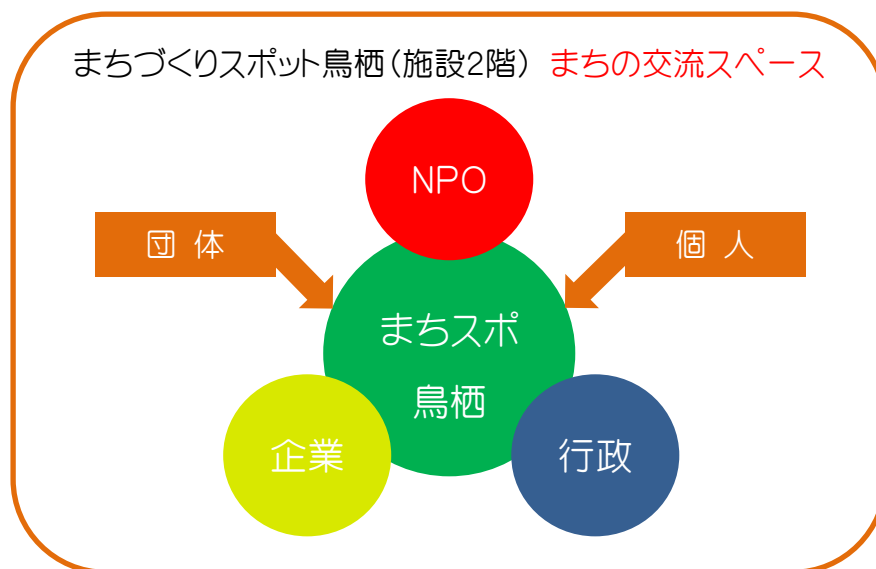 まちづくりスポット鳥栖(施設2階) まちの交流スペース
NPO
団 体
個 人
まちスポ
鳥栖
企業
行政